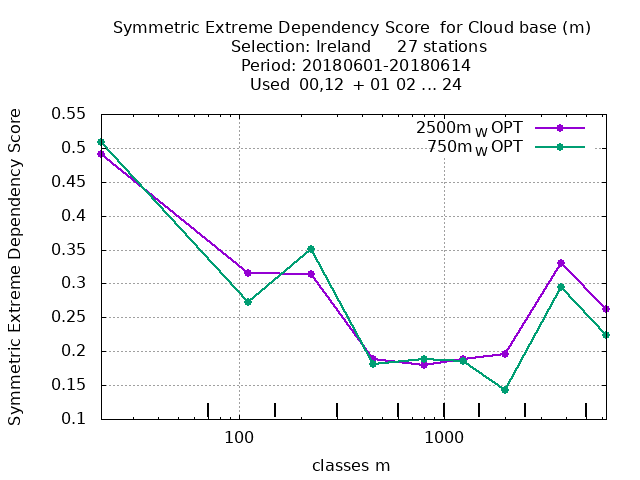 Symmetric Extreme Dependency Score for Cloud base (m)
Selection: Ireland 27 stations
Period: 20180601-20180614
Used 00,12 + 01 02 ... 24
2500m W OPT
750m W OPT
Symmetric Extreme Dependency Score
0.55
0.5
0.45
0.4
0.35
0.3
0.25
0.2
0.15
0.1
100 1000
classes m